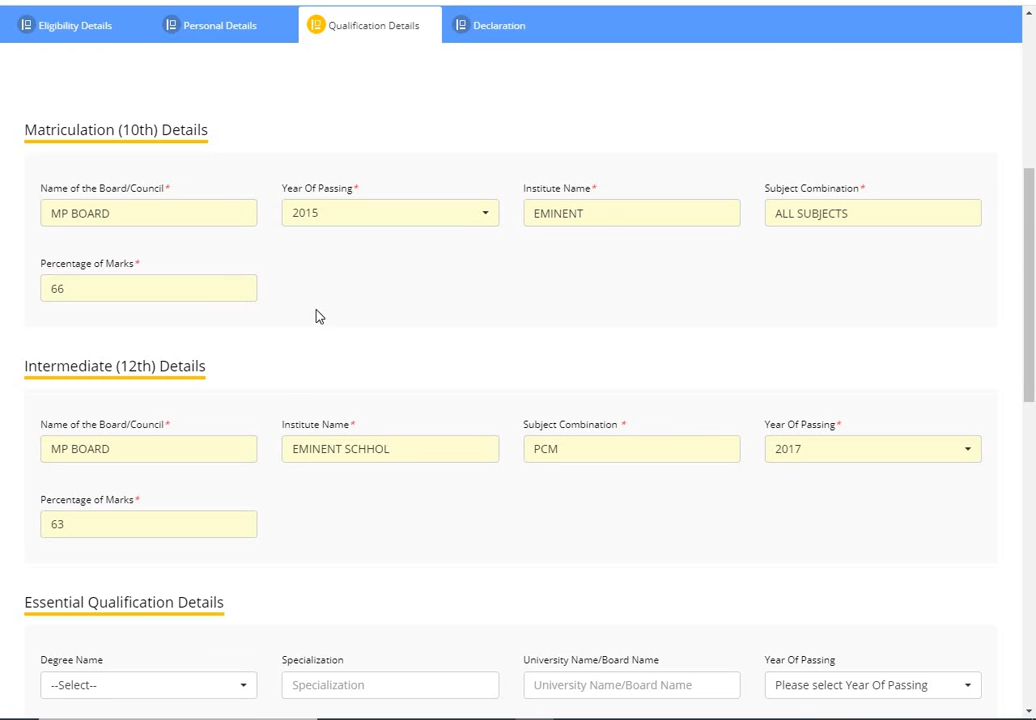 Eligibility Details Personal Details Qualification Details Declaration
Matriculation (10th) Details
Name of the Board/Council* Year Of Passing* Institute Name* Subject Combination*
MP BOARD 2015 EMINENT ALL SUBJECTS
Percentage of Marks*
66
Intermediate (12th) Details
Name of the Board/Council* Institute Name* Subject Combination * Year Of Passing*
MP BOARD EMINENT SCHHOL PCM 2017
Percentage of Marks*
63
Essential Qualification Details
Degree Name Specialization University Name/Board Name Year Of Passing
--Select-- Specialization University Name/Board Name Please select Year Of Passing